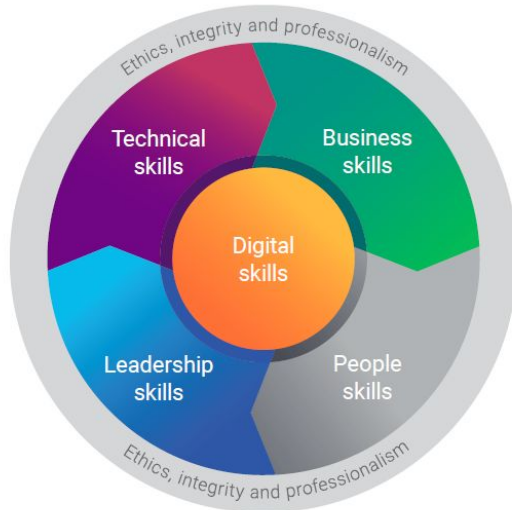 Ethics, integrity and professionalism
Technical
skills
Business
skills
Digital
skills
Leadership
skills
People
skills
Ethics, integrity and professionalism